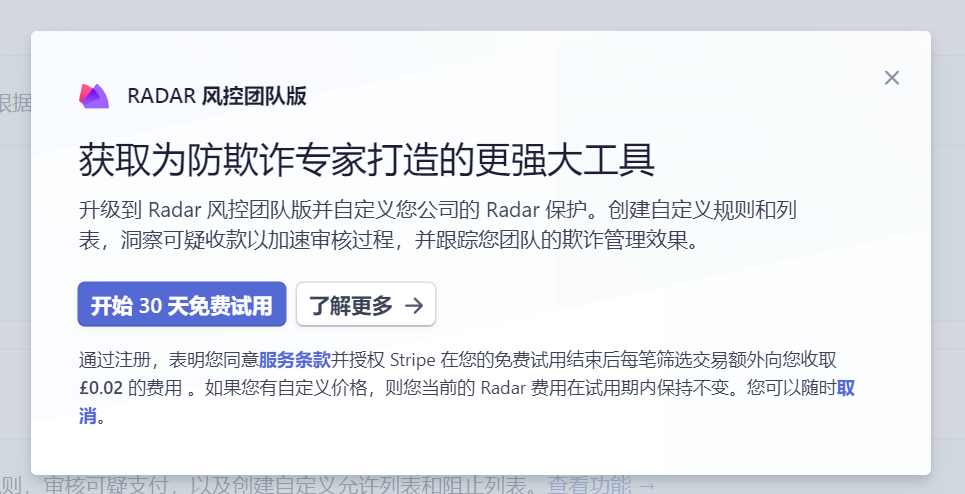 根据
RADAR 风控团队版
获取为防欺诈专家打造的更强大工具
升级到 Radar 风控团队版并自定义您公司的 Radar 保护。创建自定义规则和列
表，洞察可疑收款以加速审核过程，并跟踪您团队的欺诈管理效果。
开始 30 天免费试用
了解更多 →
通过注册，表明您同意服务条款并授权 Stripe 在您的免费试用结束后每笔筛选交易额外向您收取
£0.02 的费用 。如果您有自定义价格，则您当前的 Radar 费用在试用期内保持不变。您可以随时取
消。
则，审核可疑支付，以及创建自定义允许列表和阻止列表。查看功能 →